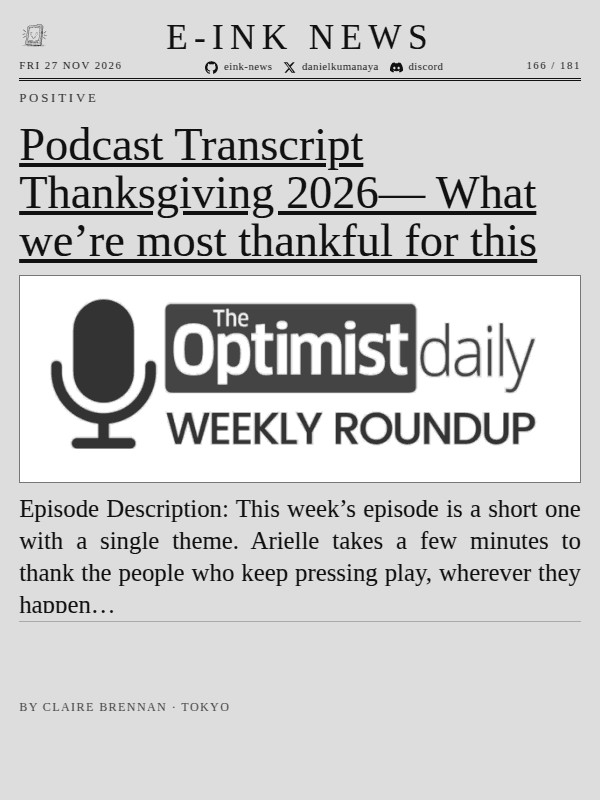 E-INK NEWS
FRI 27 NOV 2026
eink-news danielkumanaya discord
166 / 181
POSITIVE
Podcast Transcript
Thanksgiving 2026— What
we’re most thankful for this
The
Optimist daily
WEEKLY ROUNDUP
Episode Description: This week’s episode is a short one
with a single theme. Arielle takes a few minutes to
thank the people who keep pressing play, wherever they
happen…
BY CLAIRE BRENNAN · TOKYO